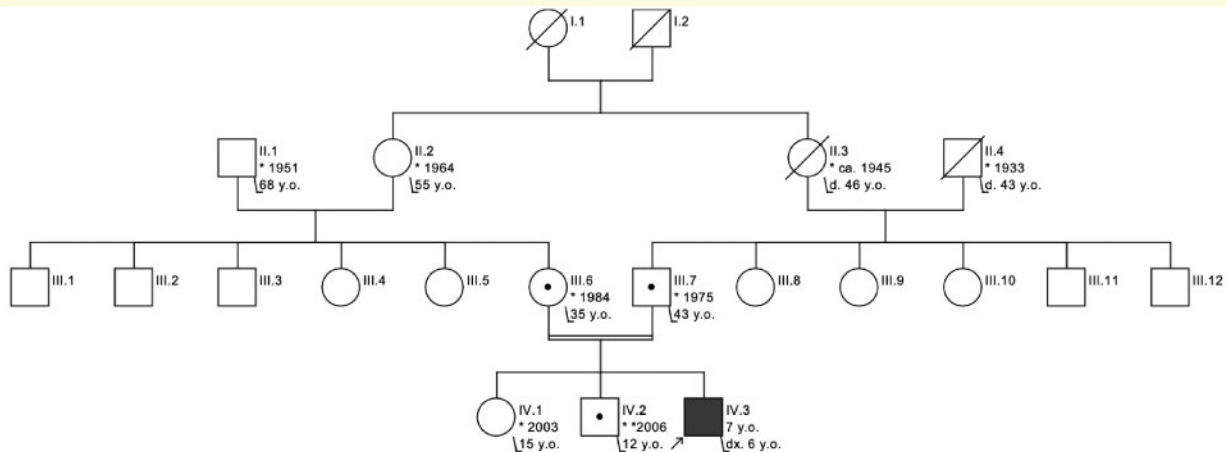 I.1
I.2
II.1
* 1951
68 y.o.
II.2
* 1964
55 y.o.
II.3
* ca. 1945
d. 46 y.o.
II.4
* 1933
d. 43 y.o.
III.1
III.2
III.3
III.4
III.5
III.6
* 1984
35 y.o.
III.7
* 1975
43 y.o.
III.8
III.9
III.10
III.11
III.12
IV.1
* 2003
15 y.o.
IV.2
* *2006
12 y.o.
IV.3
7 y.o.
dx. 6 y.o.